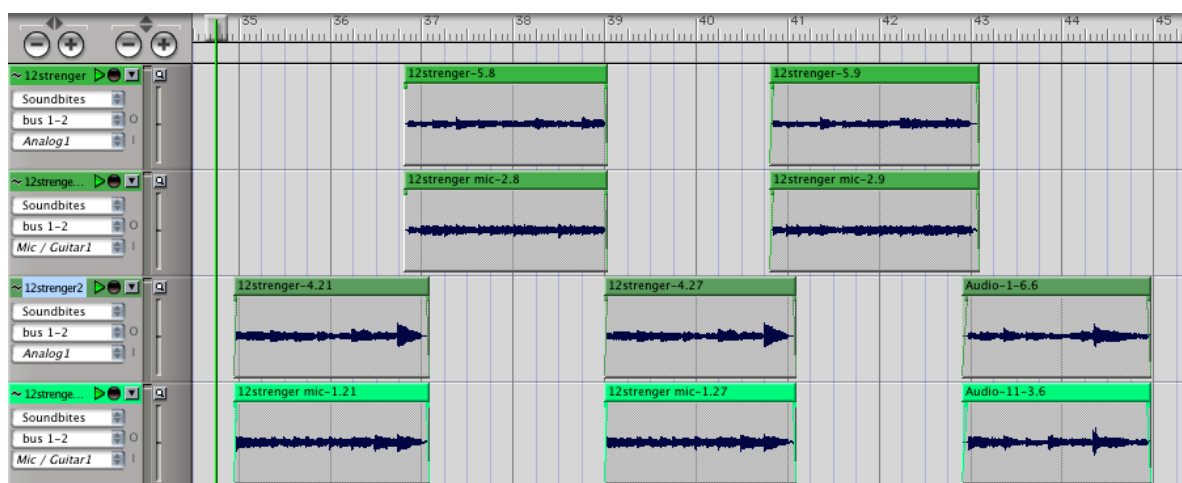 35 36 37 38 39 40 41 42 43 44 45
~ 12strenger
Soundbites
bus 1-2 O
Analog1 I
12strenger-5.8 12strenger-5.9
~ 12strenge...
Soundbites
bus 1-2 O
Mic / Guitar1 I
12strenger mic-2.8 12strenger mic-2.9
~ 12strenger2
Soundbites
bus 1-2 O
Analog1 I
12strenger-4.21 12strenger-4.27 Audio-1-6.6
~ 12strenge...
Soundbites
bus 1-2 O
Mic / Guitar1 I
12strenger mic-1.21 12strenger mic-1.27 Audio-11-3.6